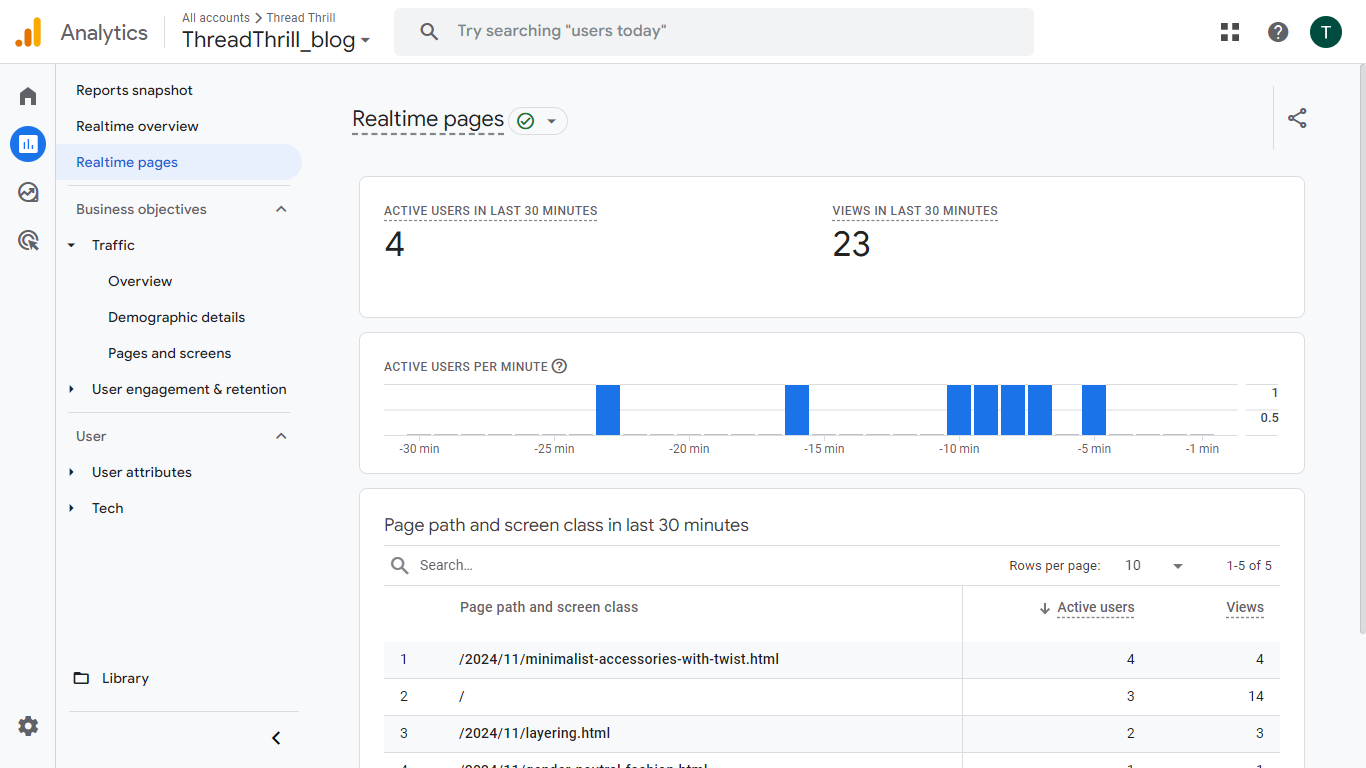 Analytics
All accounts > Thread Thrill
ThreadThrill_blog
Try searching "users today"
T
Reports snapshot
Realtime overview
Realtime pages
Business objectives
Traffic
Overview
Demographic details
Pages and screens
User engagement & retention
User
User attributes
Tech
Library
Realtime pages
ACTIVE USERS IN LAST 30 MINUTES
4
VIEWS IN LAST 30 MINUTES
23
ACTIVE USERS PER MINUTE
1
0.5
-30 min -25 min -20 min -15 min -10 min -5 min -1 min
Page path and screen class in last 30 minutes
Search...
Rows per page: 10 1-5 of 5
Page path and screen class Active users Views
1 /2024/11/minimalist-accessories-with-twist.html 4 4
2 / 3 14
3 /2024/11/layering.html 2 3